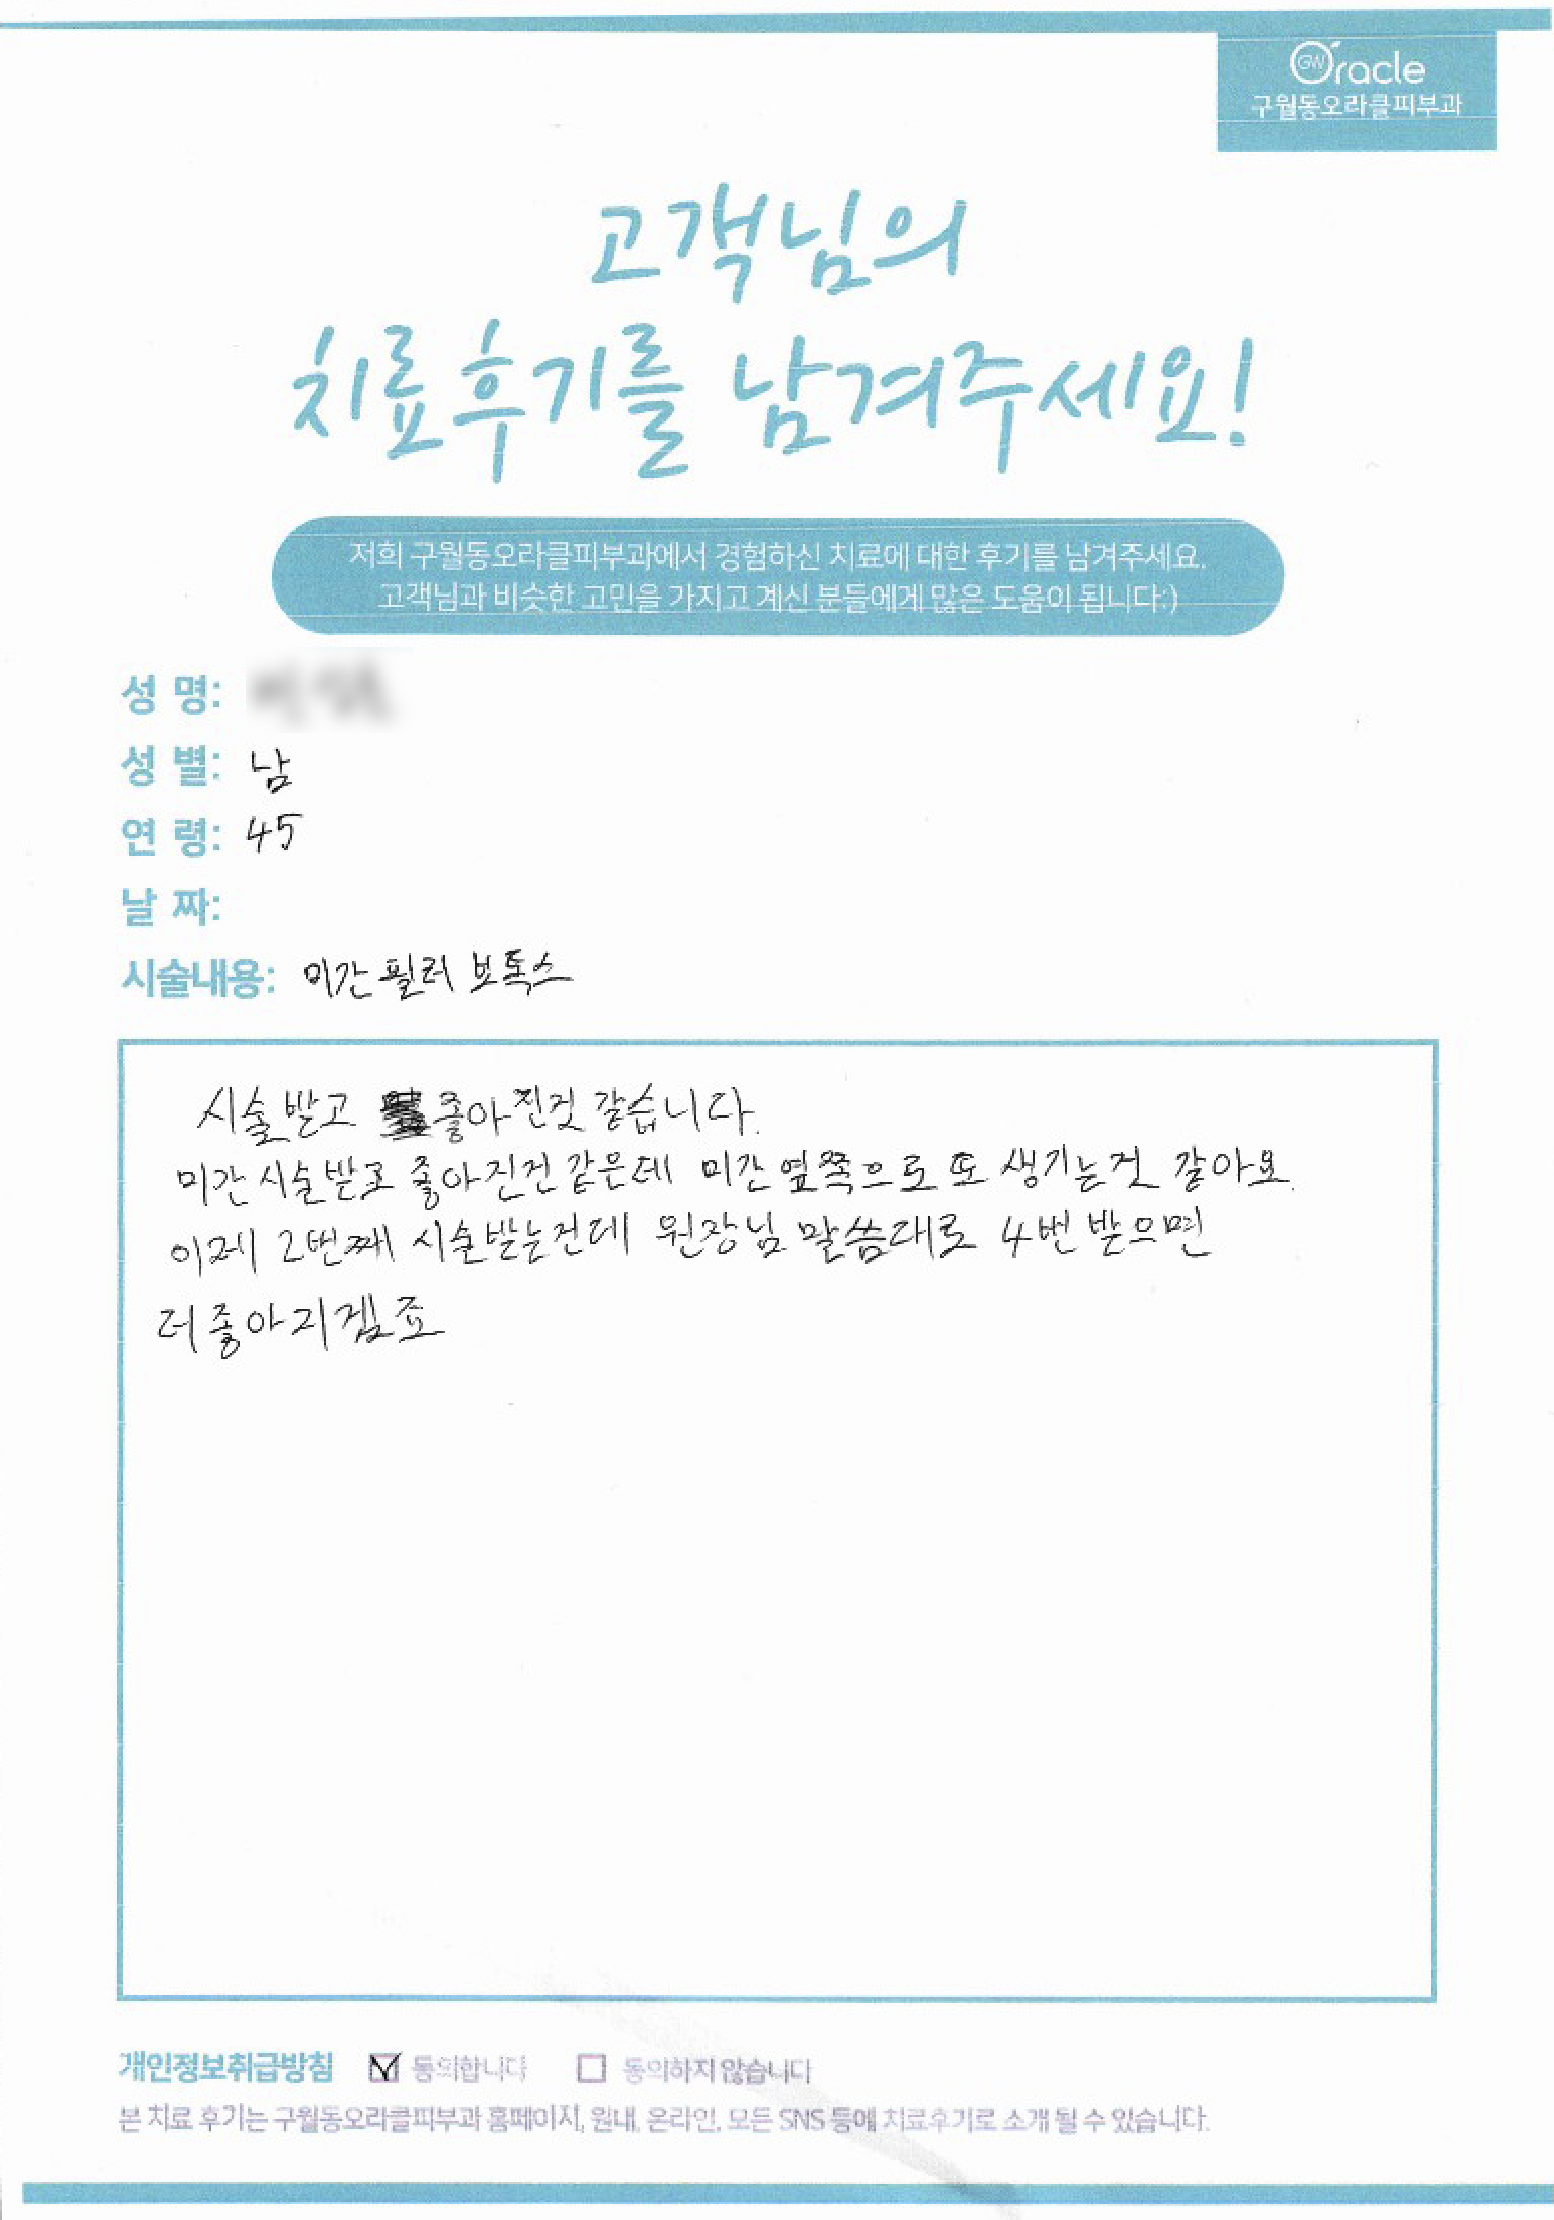 GW Oracle
구월동오라클피부과
고객님의
치료후기를 남겨주세요!
저희 구월동오라클피부과에서 경험하신 치료에 대한 후기를 남겨주세요.
고객님과 비슷한 고민을 가지고 계신 분들에게 많은 도움이 됩니다:)
성 명:
성 별: 남
연 령: 45
날 짜:
시술내용: 미간 필러 보톡스
시술받고 좋아진것 같습니다.
미간 시술받고 좋아진건 같은데 미간 옆쪽으로 또 생기는것 같아요.
이제 2번째 시술받는건데 원장님 말씀대로 4번 받으면
더 좋아지겠죠
개인정보취급방침 동의합니다 동의하지 않습니다
본 치료 후기는 구월동오라클피부과 홈페이지, 원내, 온라인, 모든 SNS 등에 치료후기로 소개 될 수 있습니다.